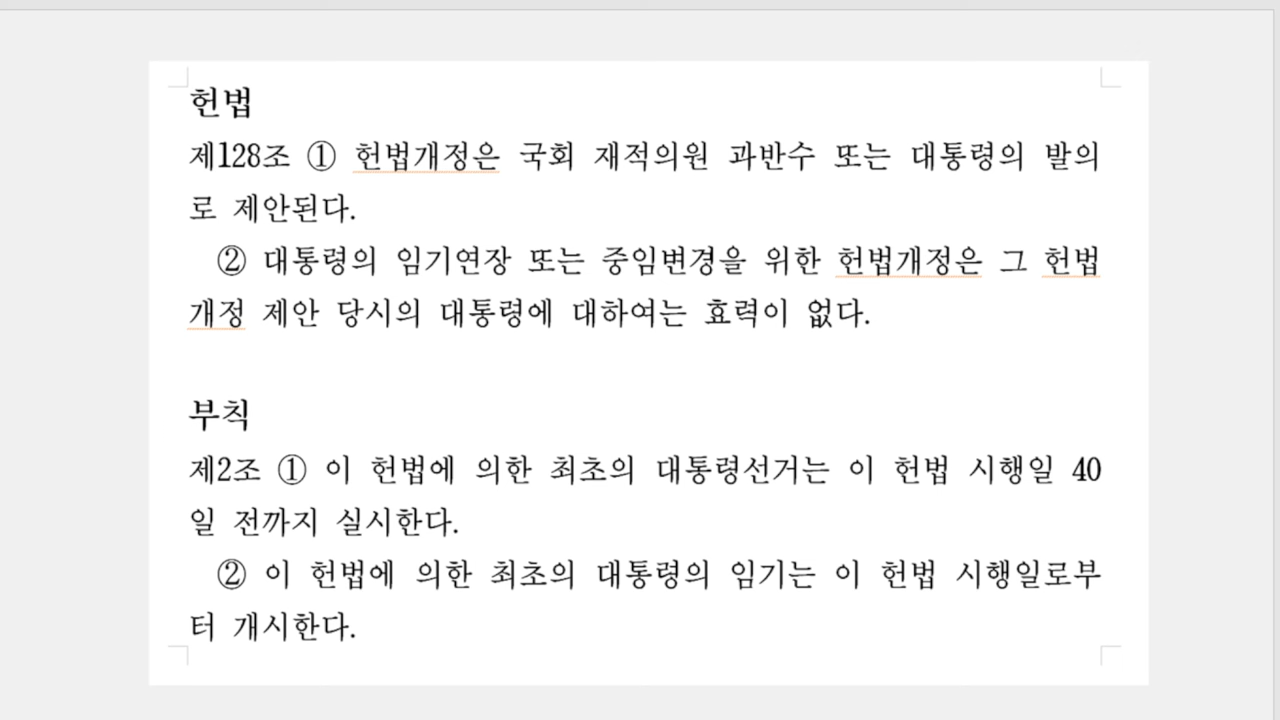 헌법
제128조 ① 헌법개정은 국회 재적의원 과반수 또는 대통령의 발의
로 제안된다.
② 대통령의 임기연장 또는 중임변경을 위한 헌법개정은 그 헌법
개정 제안 당시의 대통령에 대하여는 효력이 없다.
부칙
제2조 ① 이 헌법에 의한 최초의 대통령선거는 이 헌법 시행일 40
일 전까지 실시한다.
② 이 헌법에 의한 최초의 대통령의 임기는 이 헌법 시행일로부
터 개시한다.